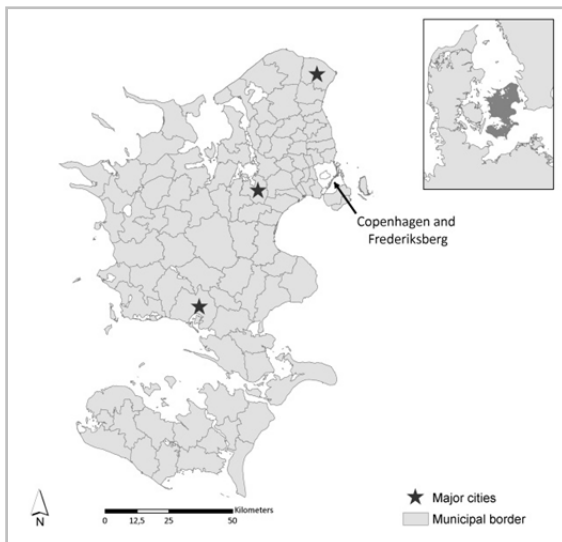 Copenhagen and
Frederiksberg
N
Kilometers
0 12,5 25 50
Major cities
Municipal border